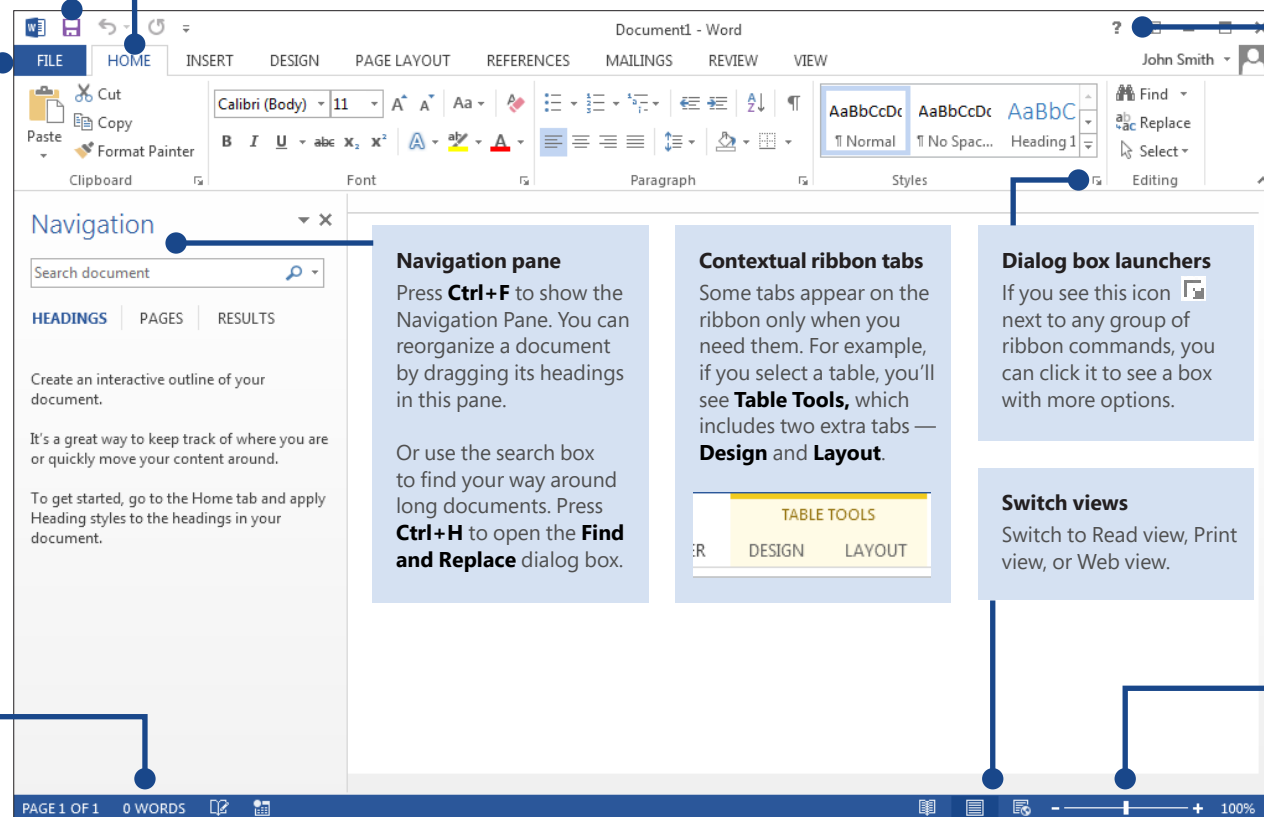 Document1 - Word
?
FILE HOME INSERT DESIGN PAGE LAYOUT REFERENCES MAILINGS REVIEW VIEW John Smith
Paste
Cut
Copy
Format Painter
Clipboard
Calibri (Body) 11 A A Aa
B I U abc x₂ x² A aby A
Font
Paragraph
AaBbCcDc AaBbCcDc AaBbC
¶ Normal ¶ No Spac... Heading 1
Styles
Find
Replace
Select
Editing
Navigation
Search document
HEADINGS PAGES RESULTS
Create an interactive outline of your
document.
It's a great way to keep track of where you are
or quickly move your content around.
To get started, go to the Home tab and apply
Heading styles to the headings in your
document.
Navigation pane
Press Ctrl+F to show the
Navigation Pane. You can
reorganize a document
by dragging its headings
in this pane.
Or use the search box
to find your way around
long documents. Press
Ctrl+H to open the Find
and Replace dialog box.
Contextual ribbon tabs
Some tabs appear on the
ribbon only when you
need them. For example,
if you select a table, you’ll
see Table Tools, which
includes two extra tabs —
Design and Layout.
TABLE TOOLS
ER DESIGN LAYOUT
Dialog box launchers
If you see this icon
next to any group of
ribbon commands, you
can click it to see a box
with more options.
Switch views
Switch to Read view, Print
view, or Web view.
PAGE 1 OF 1 0 WORDS - + 100%